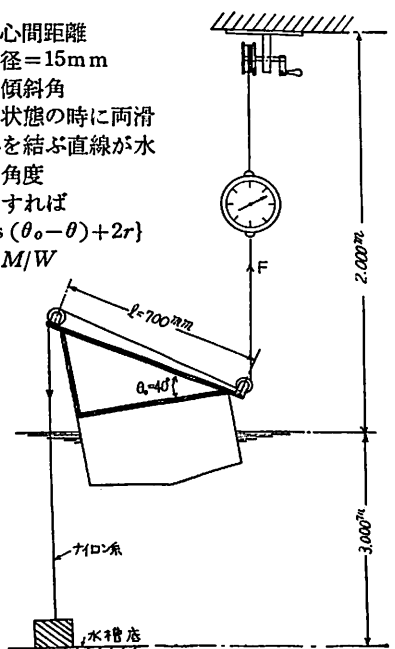 心間距離
径=15mm
傾斜角
状態の時に両滑
を結ぶ直線が水
角度
すれば
s (θ₀−θ)+2r}
M/W
F
2.000ᵐ
ℓ=700ᵐᵐ
θ₀=40°
3.000ᵐ
ナイロン糸
水槽底